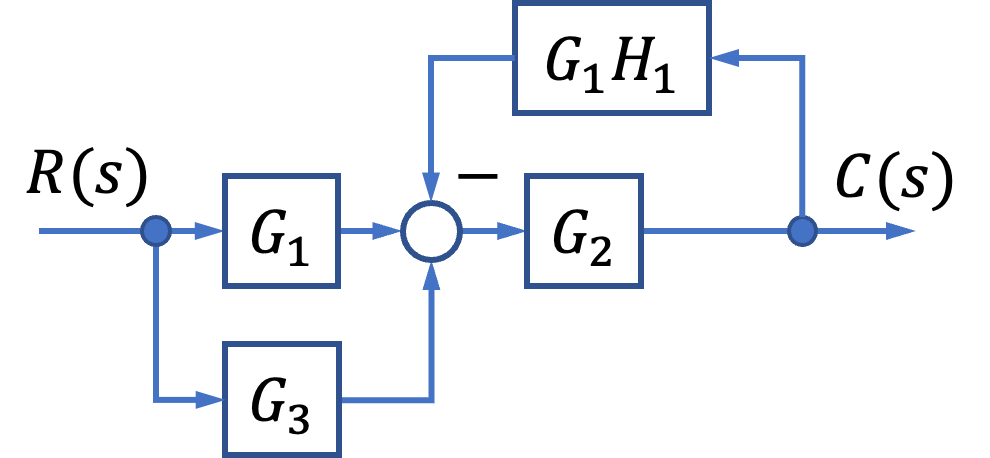 G₁H₁
R(s)
−
C(s)
G₁
G₂
G₃